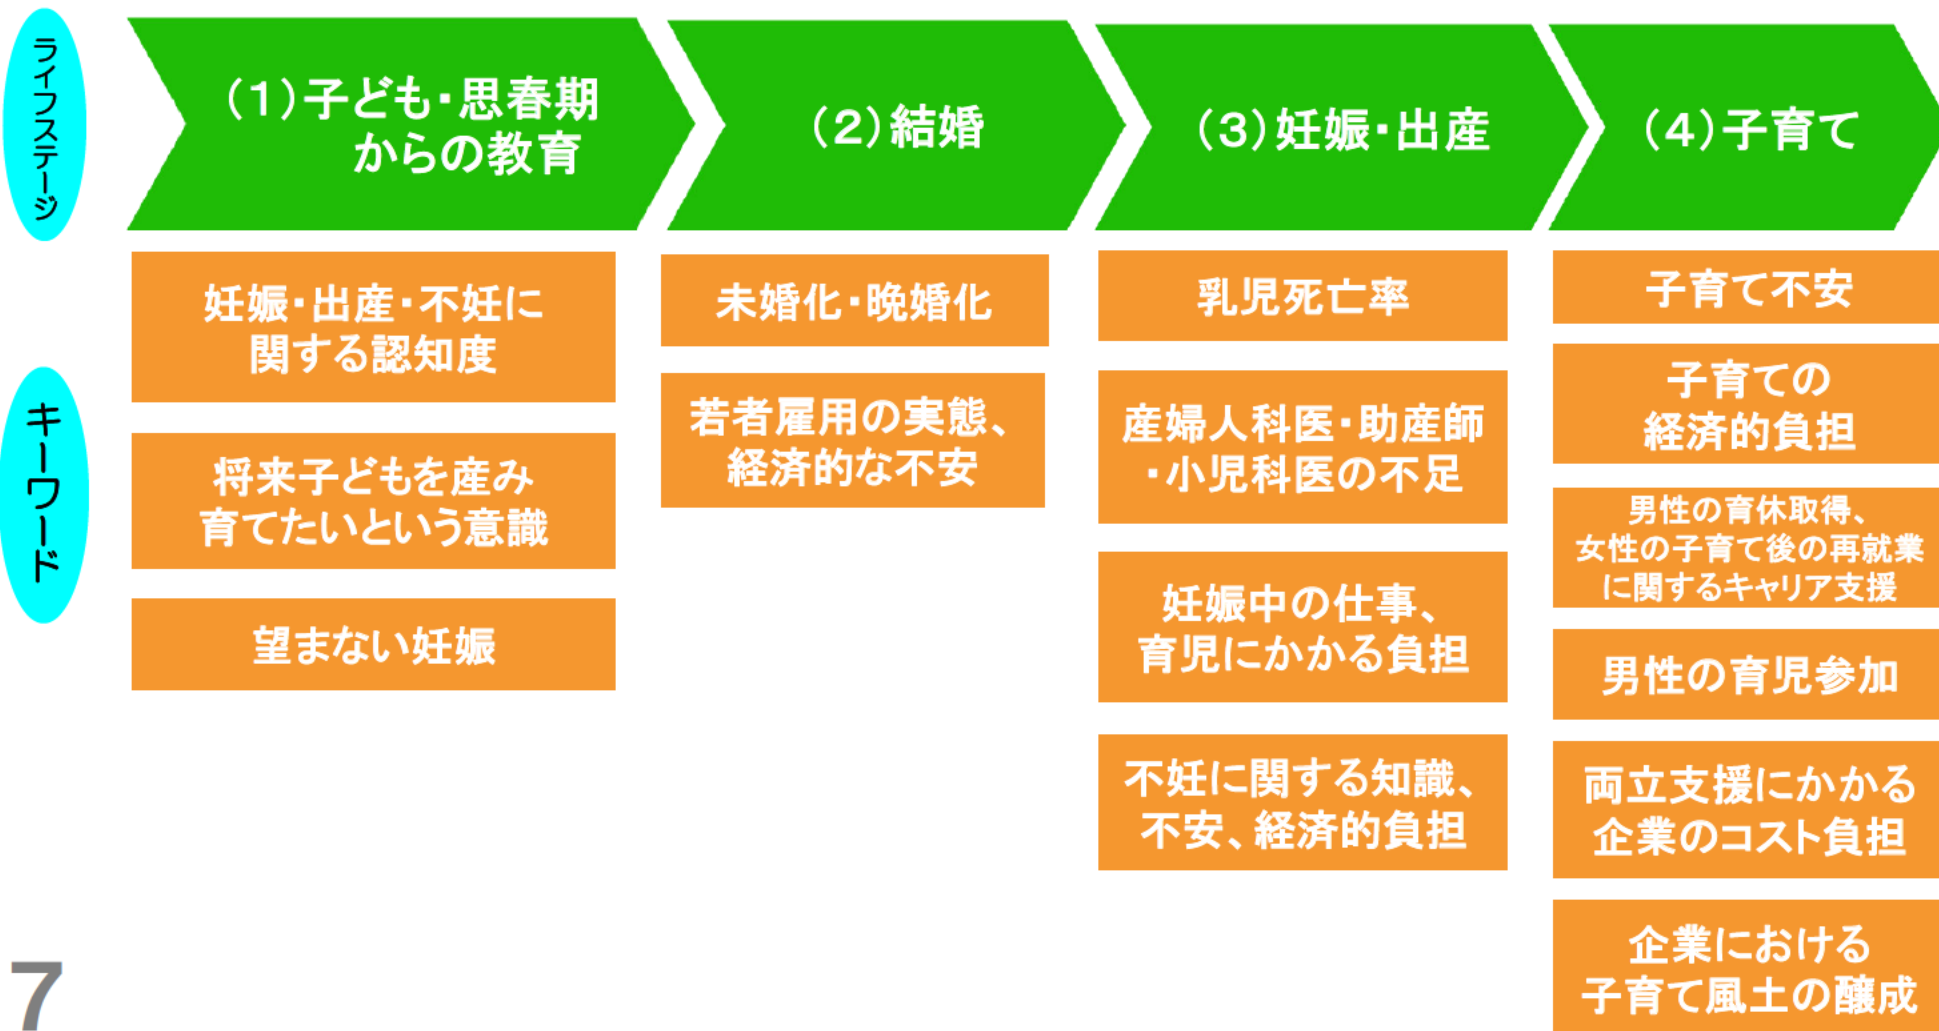 ライフステージ
(1)子ども・思春期
からの教育
(2)結婚
(3)妊娠・出産
(4)子育て
キーワード
妊娠・出産・不妊に
関する認知度
将来子どもを産み
育てたいという意識
望まない妊娠
未婚化・晩婚化
若者雇用の実態、
経済的な不安
乳児死亡率
産婦人科医・助産師
・小児科医の不足
妊娠中の仕事、
育児にかかる負担
不妊に関する知識、
不安、経済的負担
子育て不安
子育ての
経済的負担
男性の育休取得、
女性の子育て後の再就業
に関するキャリア支援
男性の育児参加
両立支援にかかる
企業のコスト負担
企業における
子育て風土の醸成
7